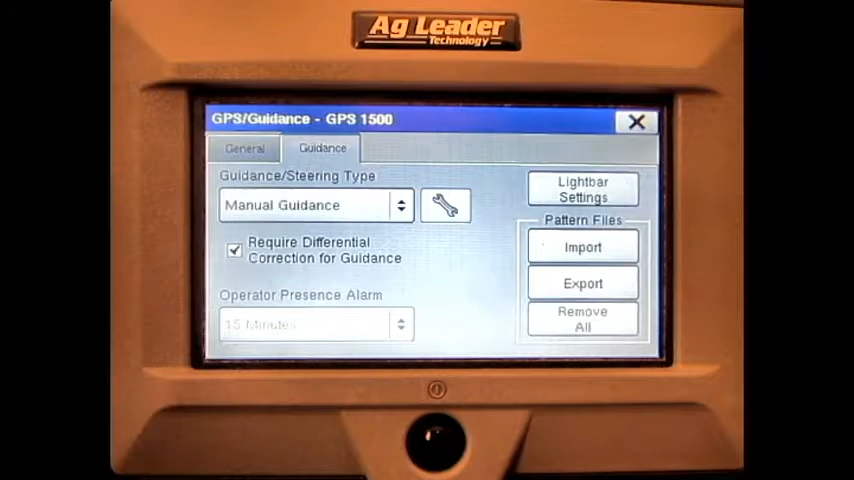 Ag Leader
Technology
GPS/Guidance - GPS 1500
General
Guidance
Guidance/Steering Type
Manual Guidance
Require Differential
Correction for Guidance
Operator Presence Alarm
15 Minutes
Lightbar
Settings
Pattern Files
Import
Export
Remove
All